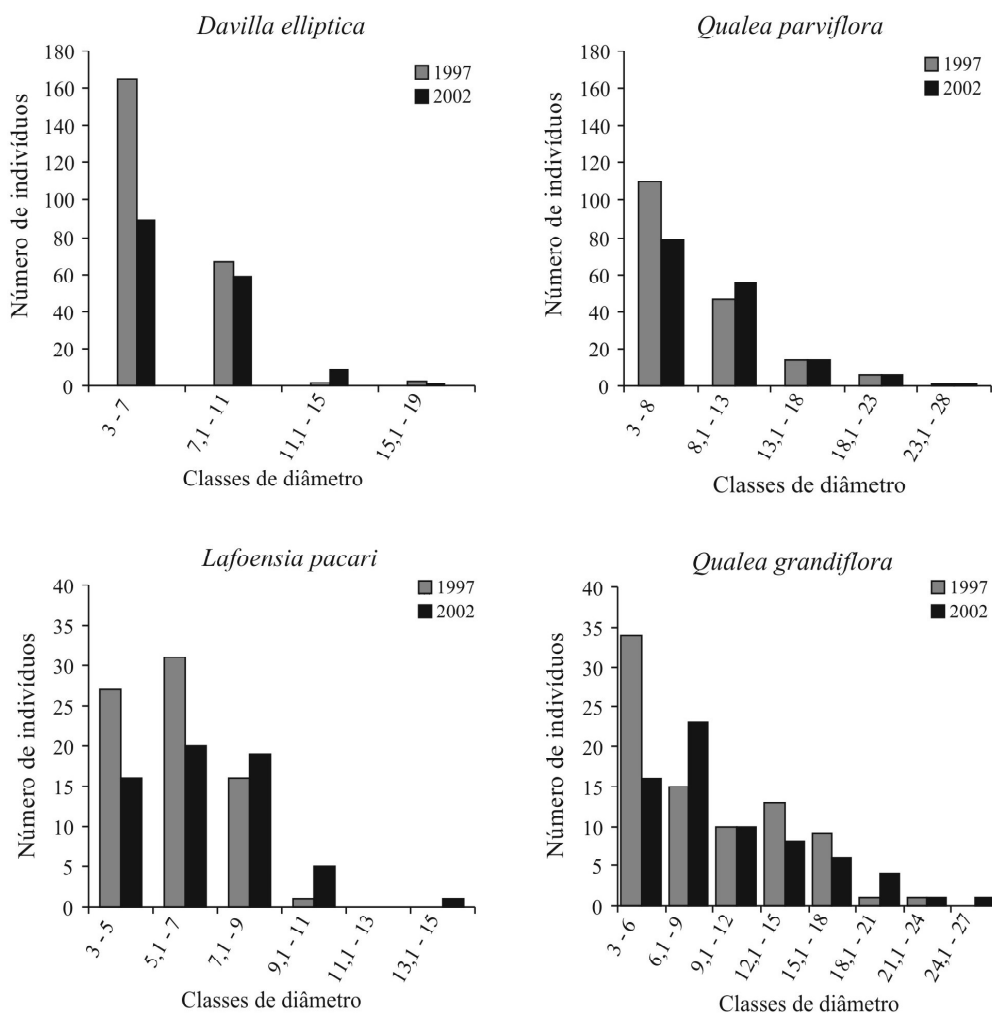 Davilla elliptica
Número de indivíduos
180
160
140
120
100
80
60
40
20
0
1997
2002
3 - 7
7,1 - 11
11,1 - 15
15,1 - 19
Classes de diâmetro
Qualea parviflora
Número de indivíduos
180
160
140
120
100
80
60
40
20
0
1997
2002
3 - 8
8,1 - 13
13,1 - 18
18,1 - 23
23,1 - 28
Classes de diâmetro
Lafoensia pacari
Número de indivíduos
40
35
30
25
20
15
10
5
0
1997
2002
3 - 5
5,1 - 7
7,1 - 9
9,1 - 11
11,1 - 13
13,1 - 15
Classes de diâmetro
Qualea grandiflora
Número de indivíduos
40
35
30
25
20
15
10
5
0
1997
2002
3 - 6
6,1 - 9
9,1 - 12
12,1 - 15
15,1 - 18
18,1 - 21
21,1 - 24
24,1 - 27
Classes de diâmetro